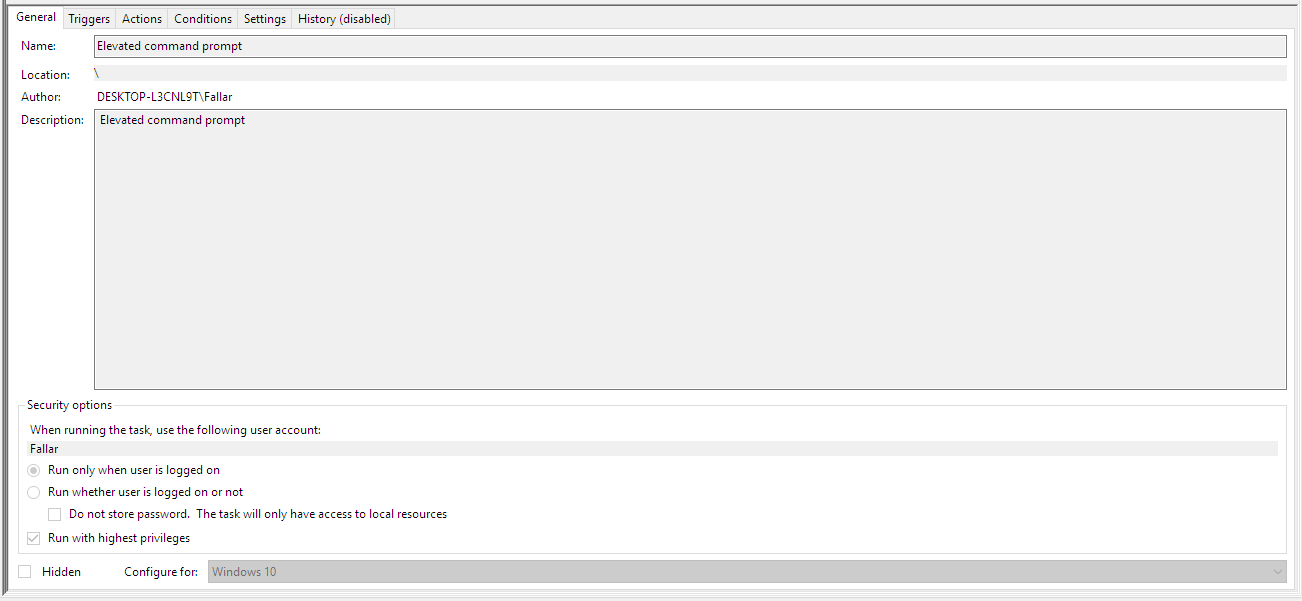 General Triggers Actions Conditions Settings History (disabled)
Name: Elevated command prompt
Location: \
Author: DESKTOP-L3CNL9T\Fallar
Description: Elevated command prompt
Security options
When running the task, use the following user account:
Fallar
Run only when user is logged on
Run whether user is logged on or not
Do not store password. The task will only have access to local resources
Run with highest privileges
Hidden Configure for: Windows 10